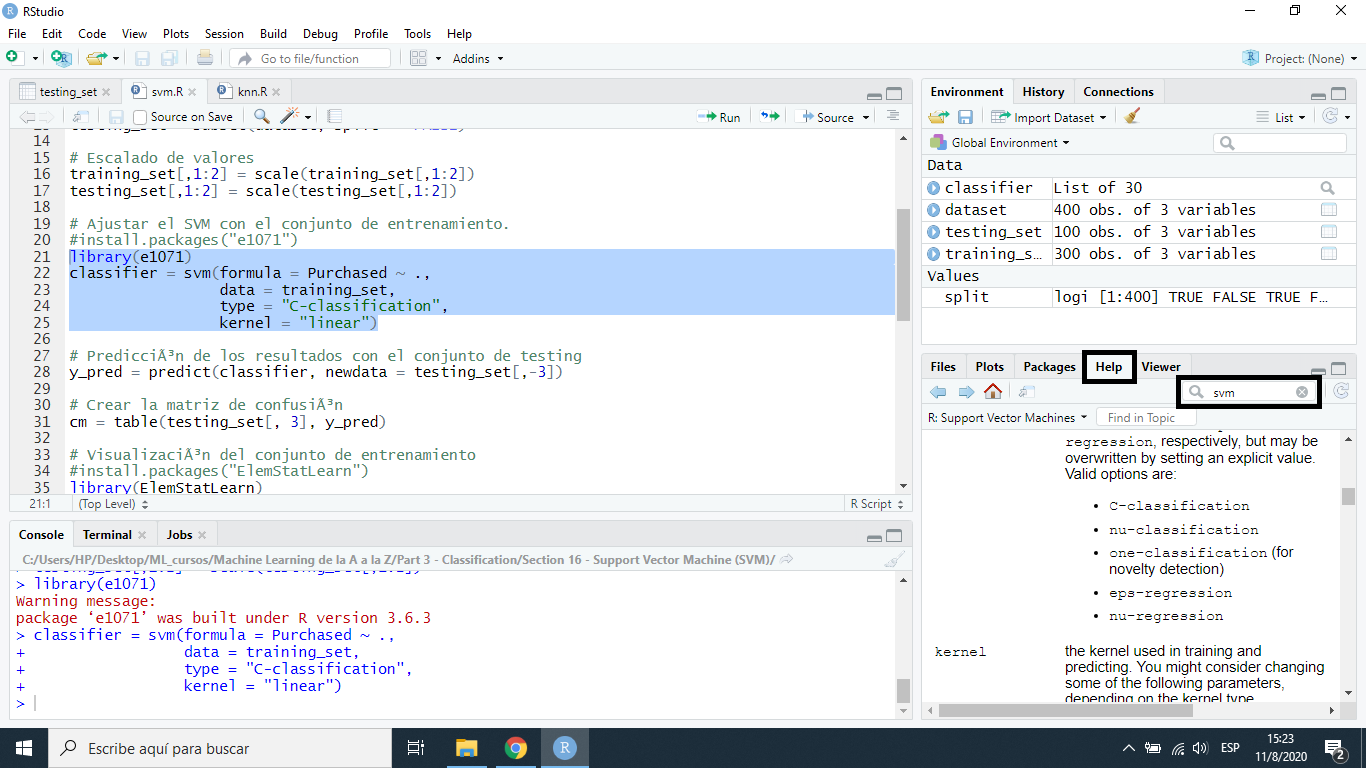 RStudio
File Edit Code View Plots Session Build Debug Profile Tools Help
Go to file/function
Addins
Project: (None)
testing_set
svm.R
knn.R
Source on Save
Run
Source
14
15 # Escalado de valores
16 training_set[,1:2] = scale(training_set[,1:2])
17 testing_set[,1:2] = scale(testing_set[,1:2])
18
19 # Ajustar el SVM con el conjunto de entrenamiento.
20 #install.packages("e1071")
21 library(e1071)
22 classifier = svm(formula = Purchased ~ .,
23 data = training_set,
24 type = "C-classification",
25 kernel = "linear")
26
27 # PredicciÃ³n de los resultados con el conjunto de testing
28 y_pred = predict(classifier, newdata = testing_set[,-3])
29
30 # Crear la matriz de confusiÃ³n
31 cm = table(testing_set[, 3], y_pred)
32
33 # VisualizaciÃ³n del conjunto de entrenamiento
34 #install.packages("ElemStatLearn")
35 library(ElemStatLearn)
21:1 (Top Level) R Script
Console Terminal Jobs
C:/Users/HP/Desktop/ML_cursos/Machine Learning de la A a la Z/Part 3 - Classification/Section 16 - Support Vector Machine (SVM)/
> library(e1071)
Warning message:
package ‘e1071’ was built under R version 3.6.3
> classifier = svm(formula = Purchased ~ .,
+ data = training_set,
+ type = "C-classification",
+ kernel = "linear")
>
Environment History Connections
Import Dataset
List
Global Environment
Data
classifier List of 30
dataset 400 obs. of 3 variables
testing_set 100 obs. of 3 variables
training_s… 300 obs. of 3 variables
Values
split logi [1:400] TRUE FALSE TRUE F…
Files Plots Packages Help Viewer
svm
R: Support Vector Machines
Find in Topic
regression, respectively, but may be
overwritten by setting an explicit value.
Valid options are:
• C-classification
• nu-classification
• one-classification (for
novelty detection)
• eps-regression
• nu-regression
kernel the kernel used in training and
predicting. You might consider changing
some of the following parameters,
depending on the kernel type.
Escribe aquí para buscar
ESP
15:23
11/8/2020
2